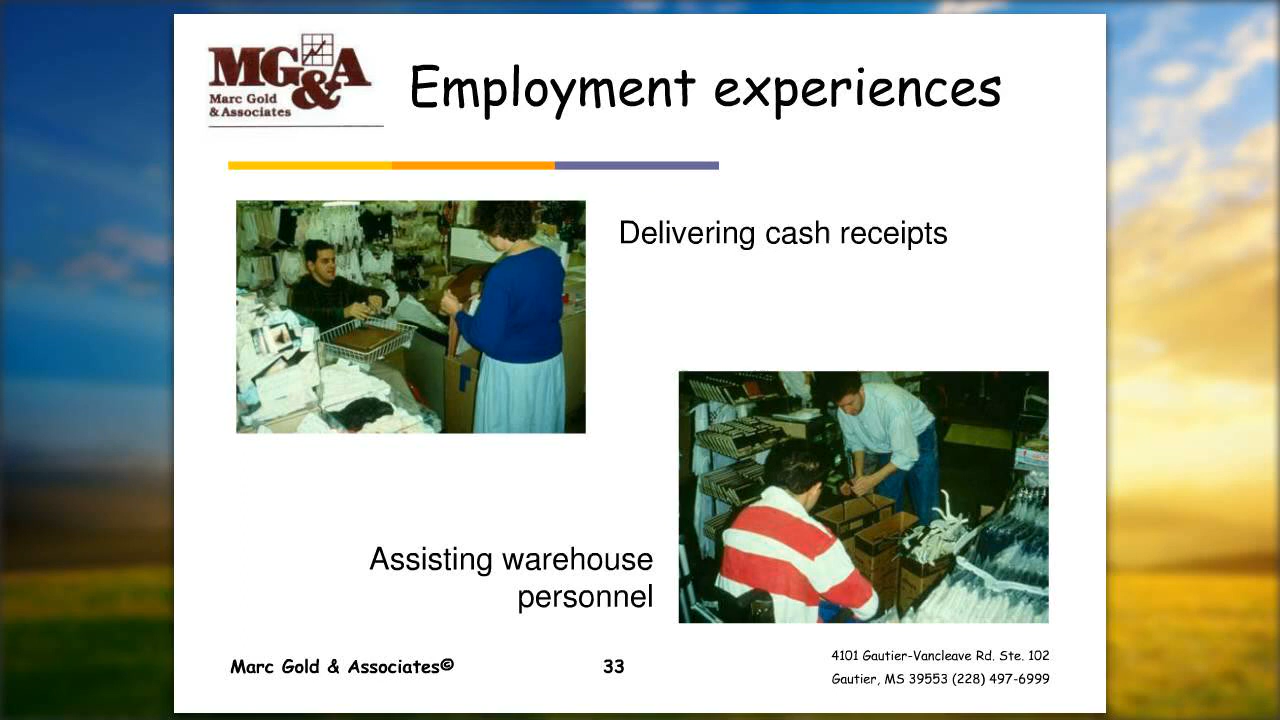 MG&A
Marc Gold
& Associates
Employment experiences
Delivering cash receipts
Assisting warehouse
personnel
Marc Gold & Associates©
33
4101 Gautier-Vancleave Rd. Ste. 102
Gautier, MS 39553 (228) 497-6999